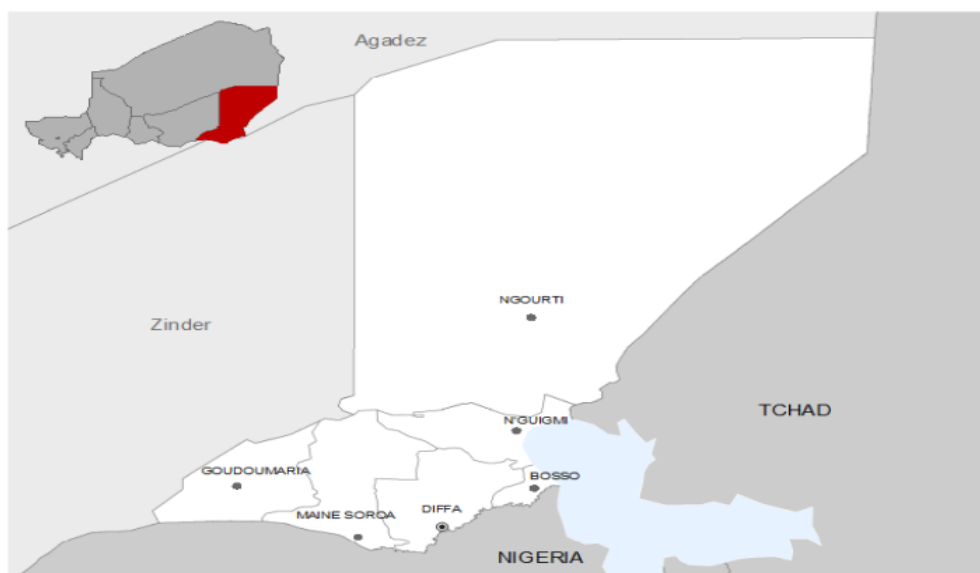 Agadez
NGOURTI
Zinder
TCHAD
N'GUIGMI
GOUDOUMARIA
BOSSO
MAINE SOROA
DIFFA
NIGERIA